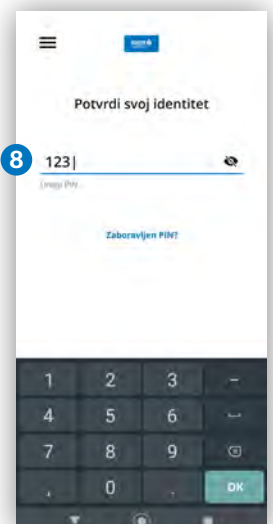 Potvrdi svoj identitet
8
123
Unesi PIN
Zaboravljen PIN?
1 2 3 -
4 5 6
7 8 9
, 0 . OK